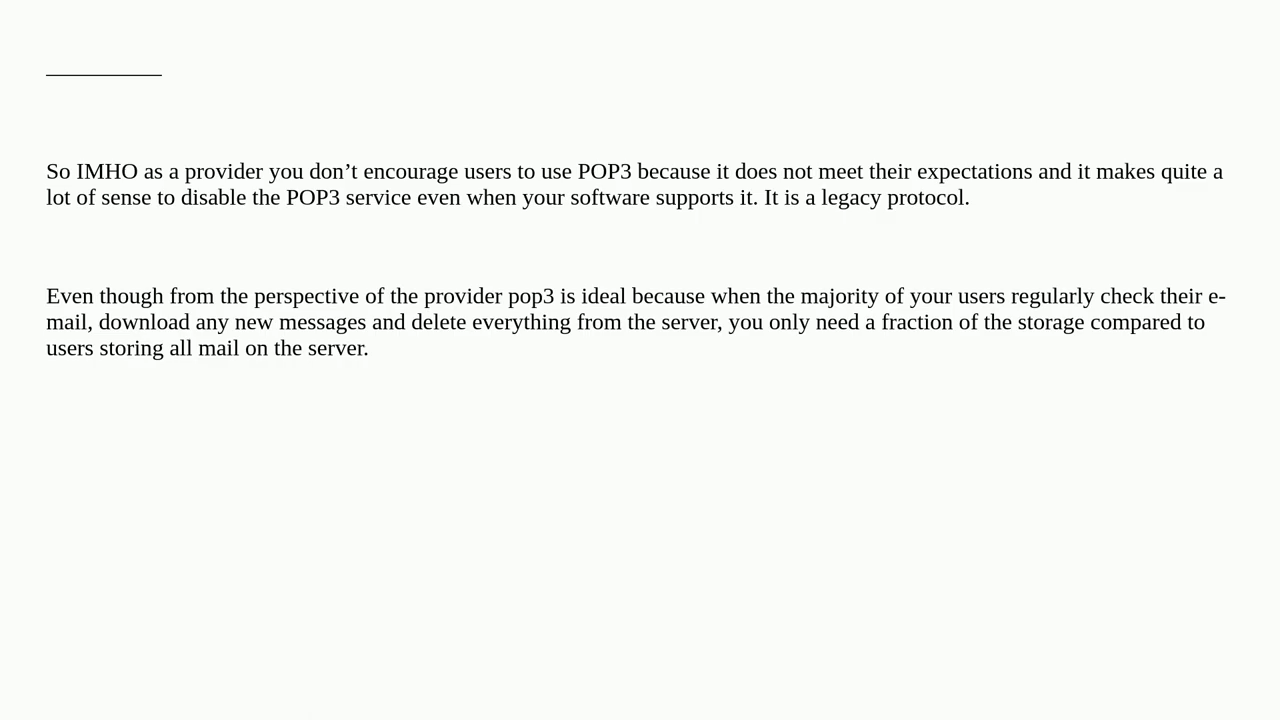 So IMHO as a provider you don’t encourage users to use POP3 because it does not meet their expectations and it makes quite a
lot of sense to disable the POP3 service even when your software supports it. It is a legacy protocol.
Even though from the perspective of the provider pop3 is ideal because when the majority of your users regularly check their e-
mail, download any new messages and delete everything from the server, you only need a fraction of the storage compared to
users storing all mail on the server.